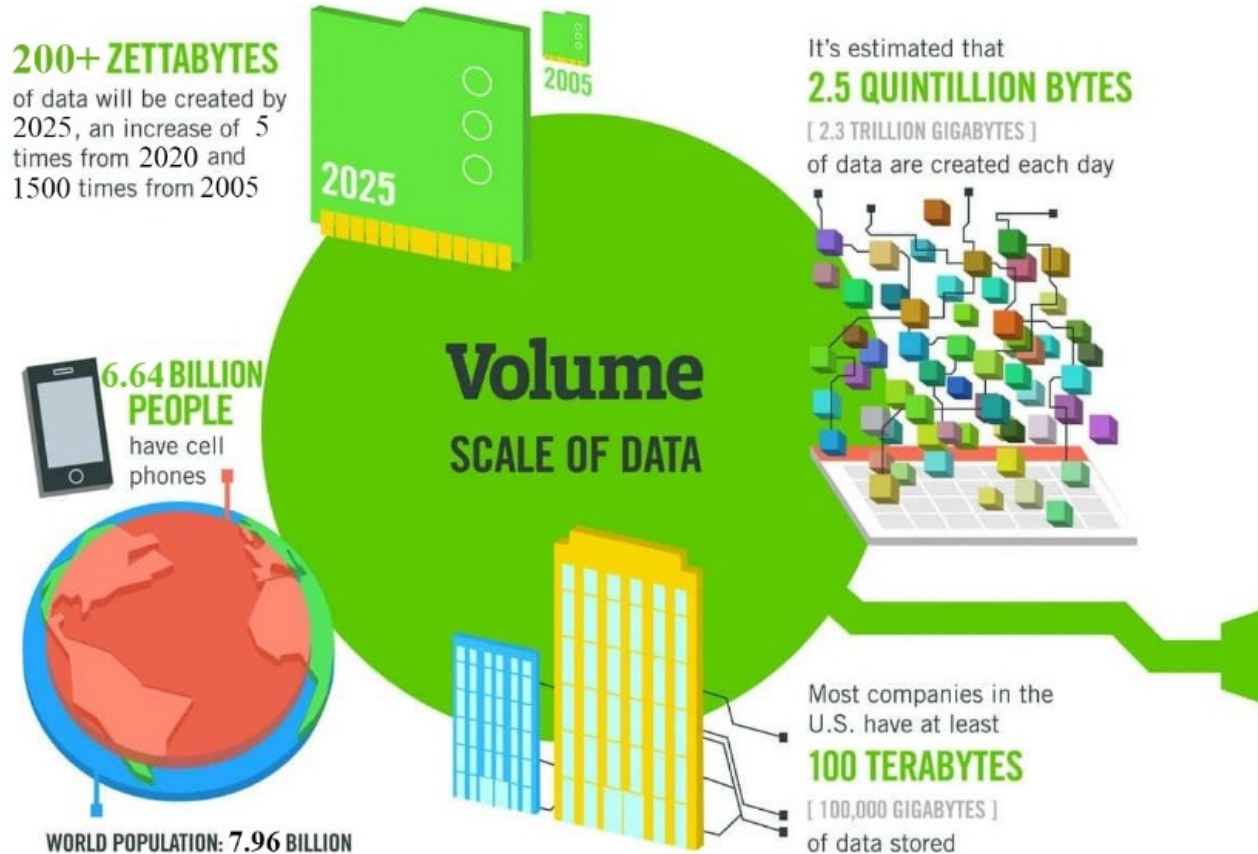 200+ ZETTABYTES
of data will be created by
2025, an increase of 5
times from 2020 and
1500 times from 2005
2025
2005
It's estimated that
2.5 QUINTILLION BYTES
[ 2.3 TRILLION GIGABYTES ]
of data are created each day
6.64 BILLION
PEOPLE
have cell
phones
WORLD POPULATION: 7.96 BILLION
Volume
SCALE OF DATA
Most companies in the
U.S. have at least
100 TERABYTES
[ 100,000 GIGABYTES ]
of data stored